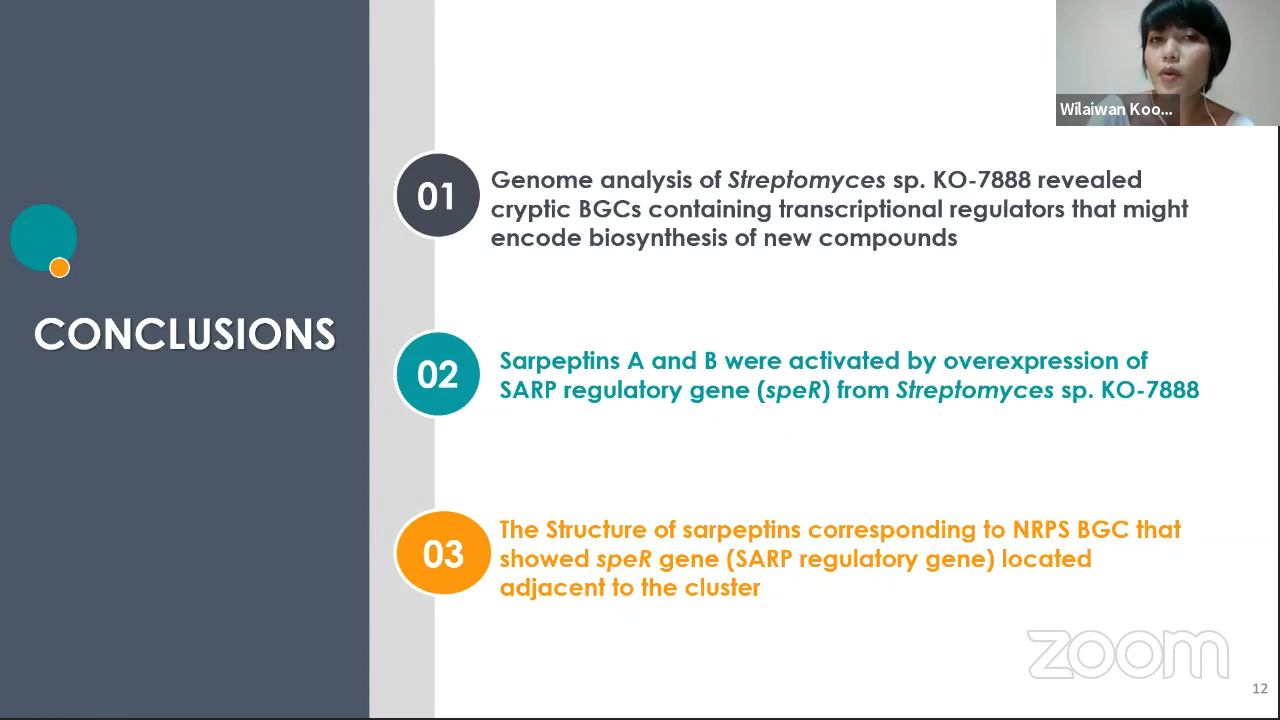 Wilaiwan Koo...
01
Genome analysis of Streptomyces sp. KO-7888 revealed
cryptic BGCs containing transcriptional regulators that might
encode biosynthesis of new compounds
CONCLUSIONS
02
Sarpeptins A and B were activated by overexpression of
SARP regulatory gene (speR) from Streptomyces sp. KO-7888
03
The Structure of sarpeptins corresponding to NRPS BGC that
showed speR gene (SARP regulatory gene) located
adjacent to the cluster
zoom
12